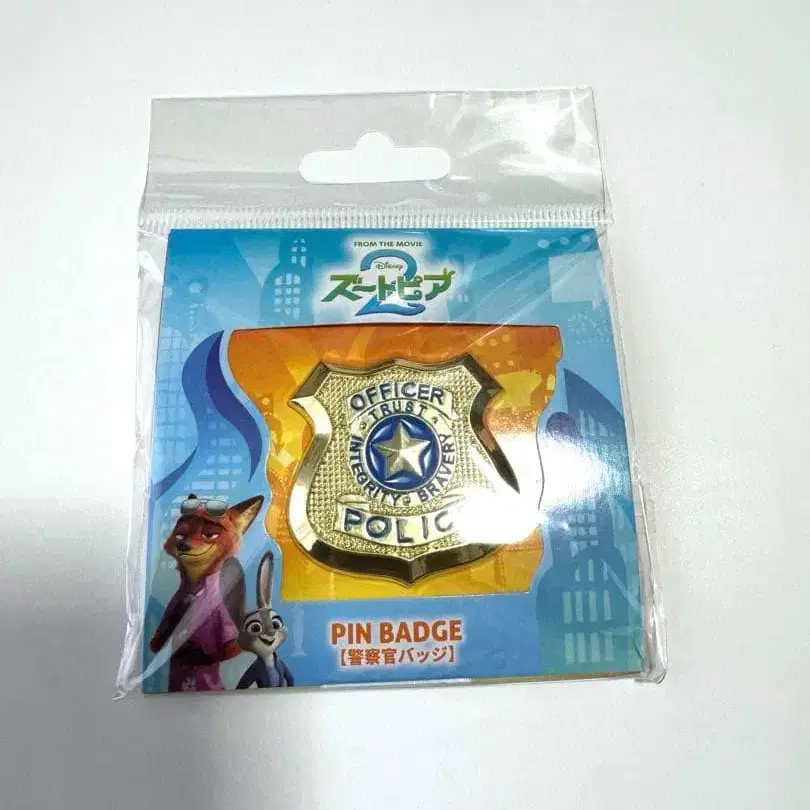 FROM THE MOVIE
Disney
ズートピア
2
OFFICER
TRUST
INTEGRITY BRAVERY
POLIC
PIN BADGE
【警察官バッジ】